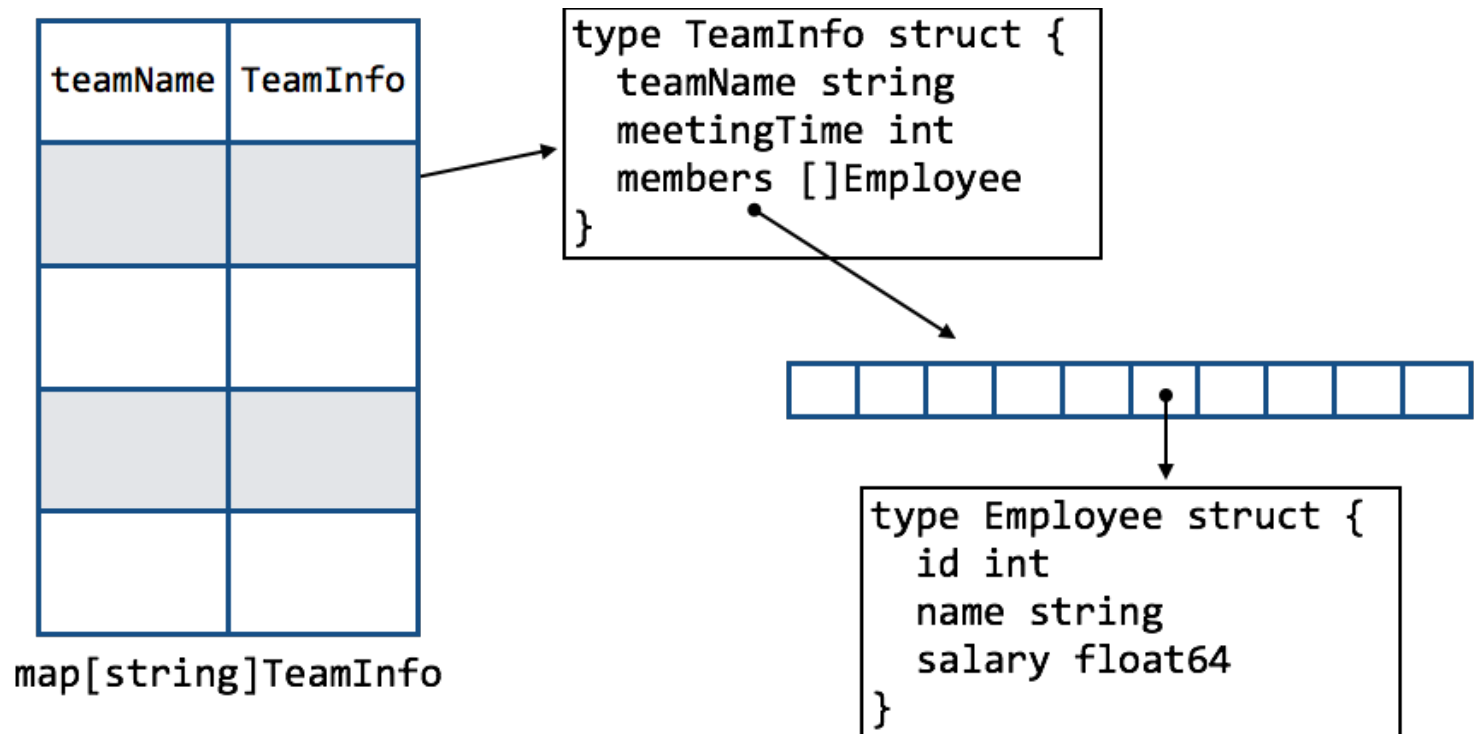 teamName TeamInfo
map[string]TeamInfo
type TeamInfo struct {
teamName string
meetingTime int
members []Employee
}
type Employee struct {
id int
name string
salary float64
}